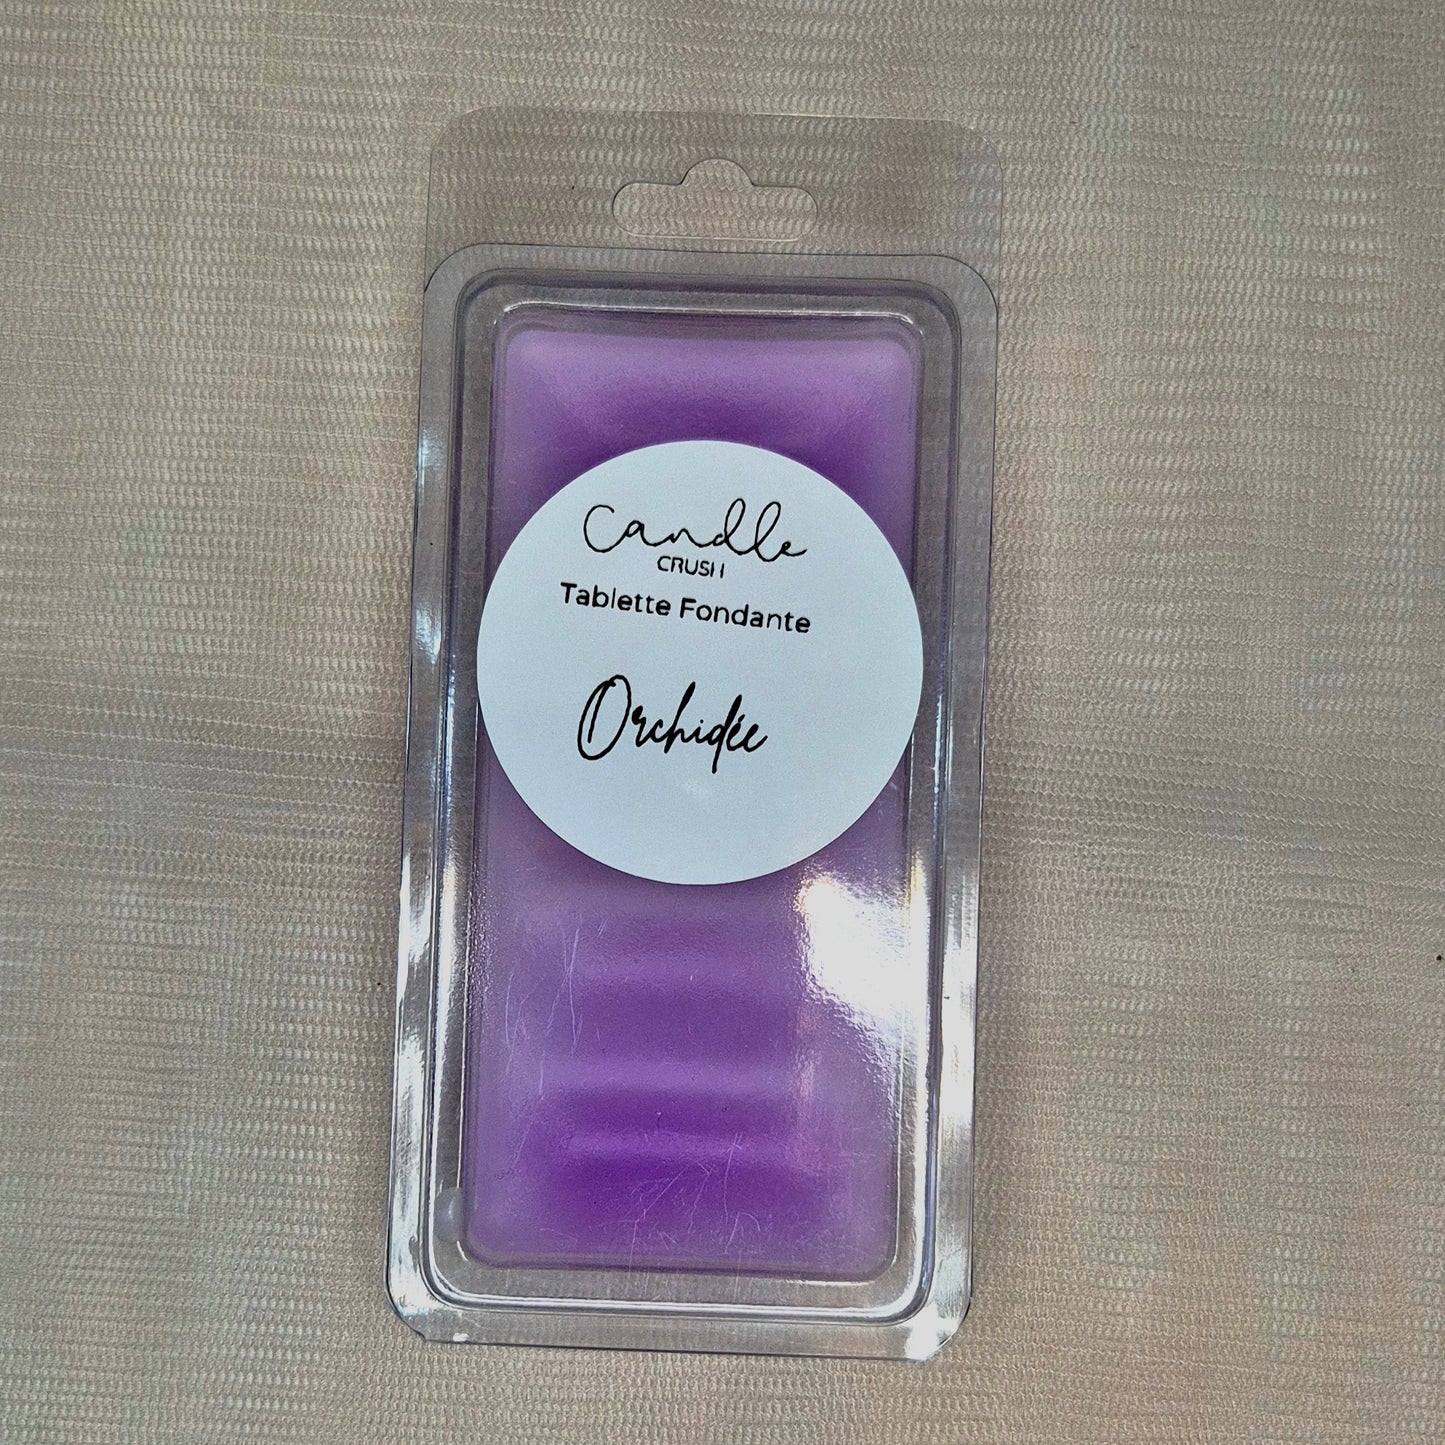 Candle
CRUSH
Tablette Fondante
Orchidée